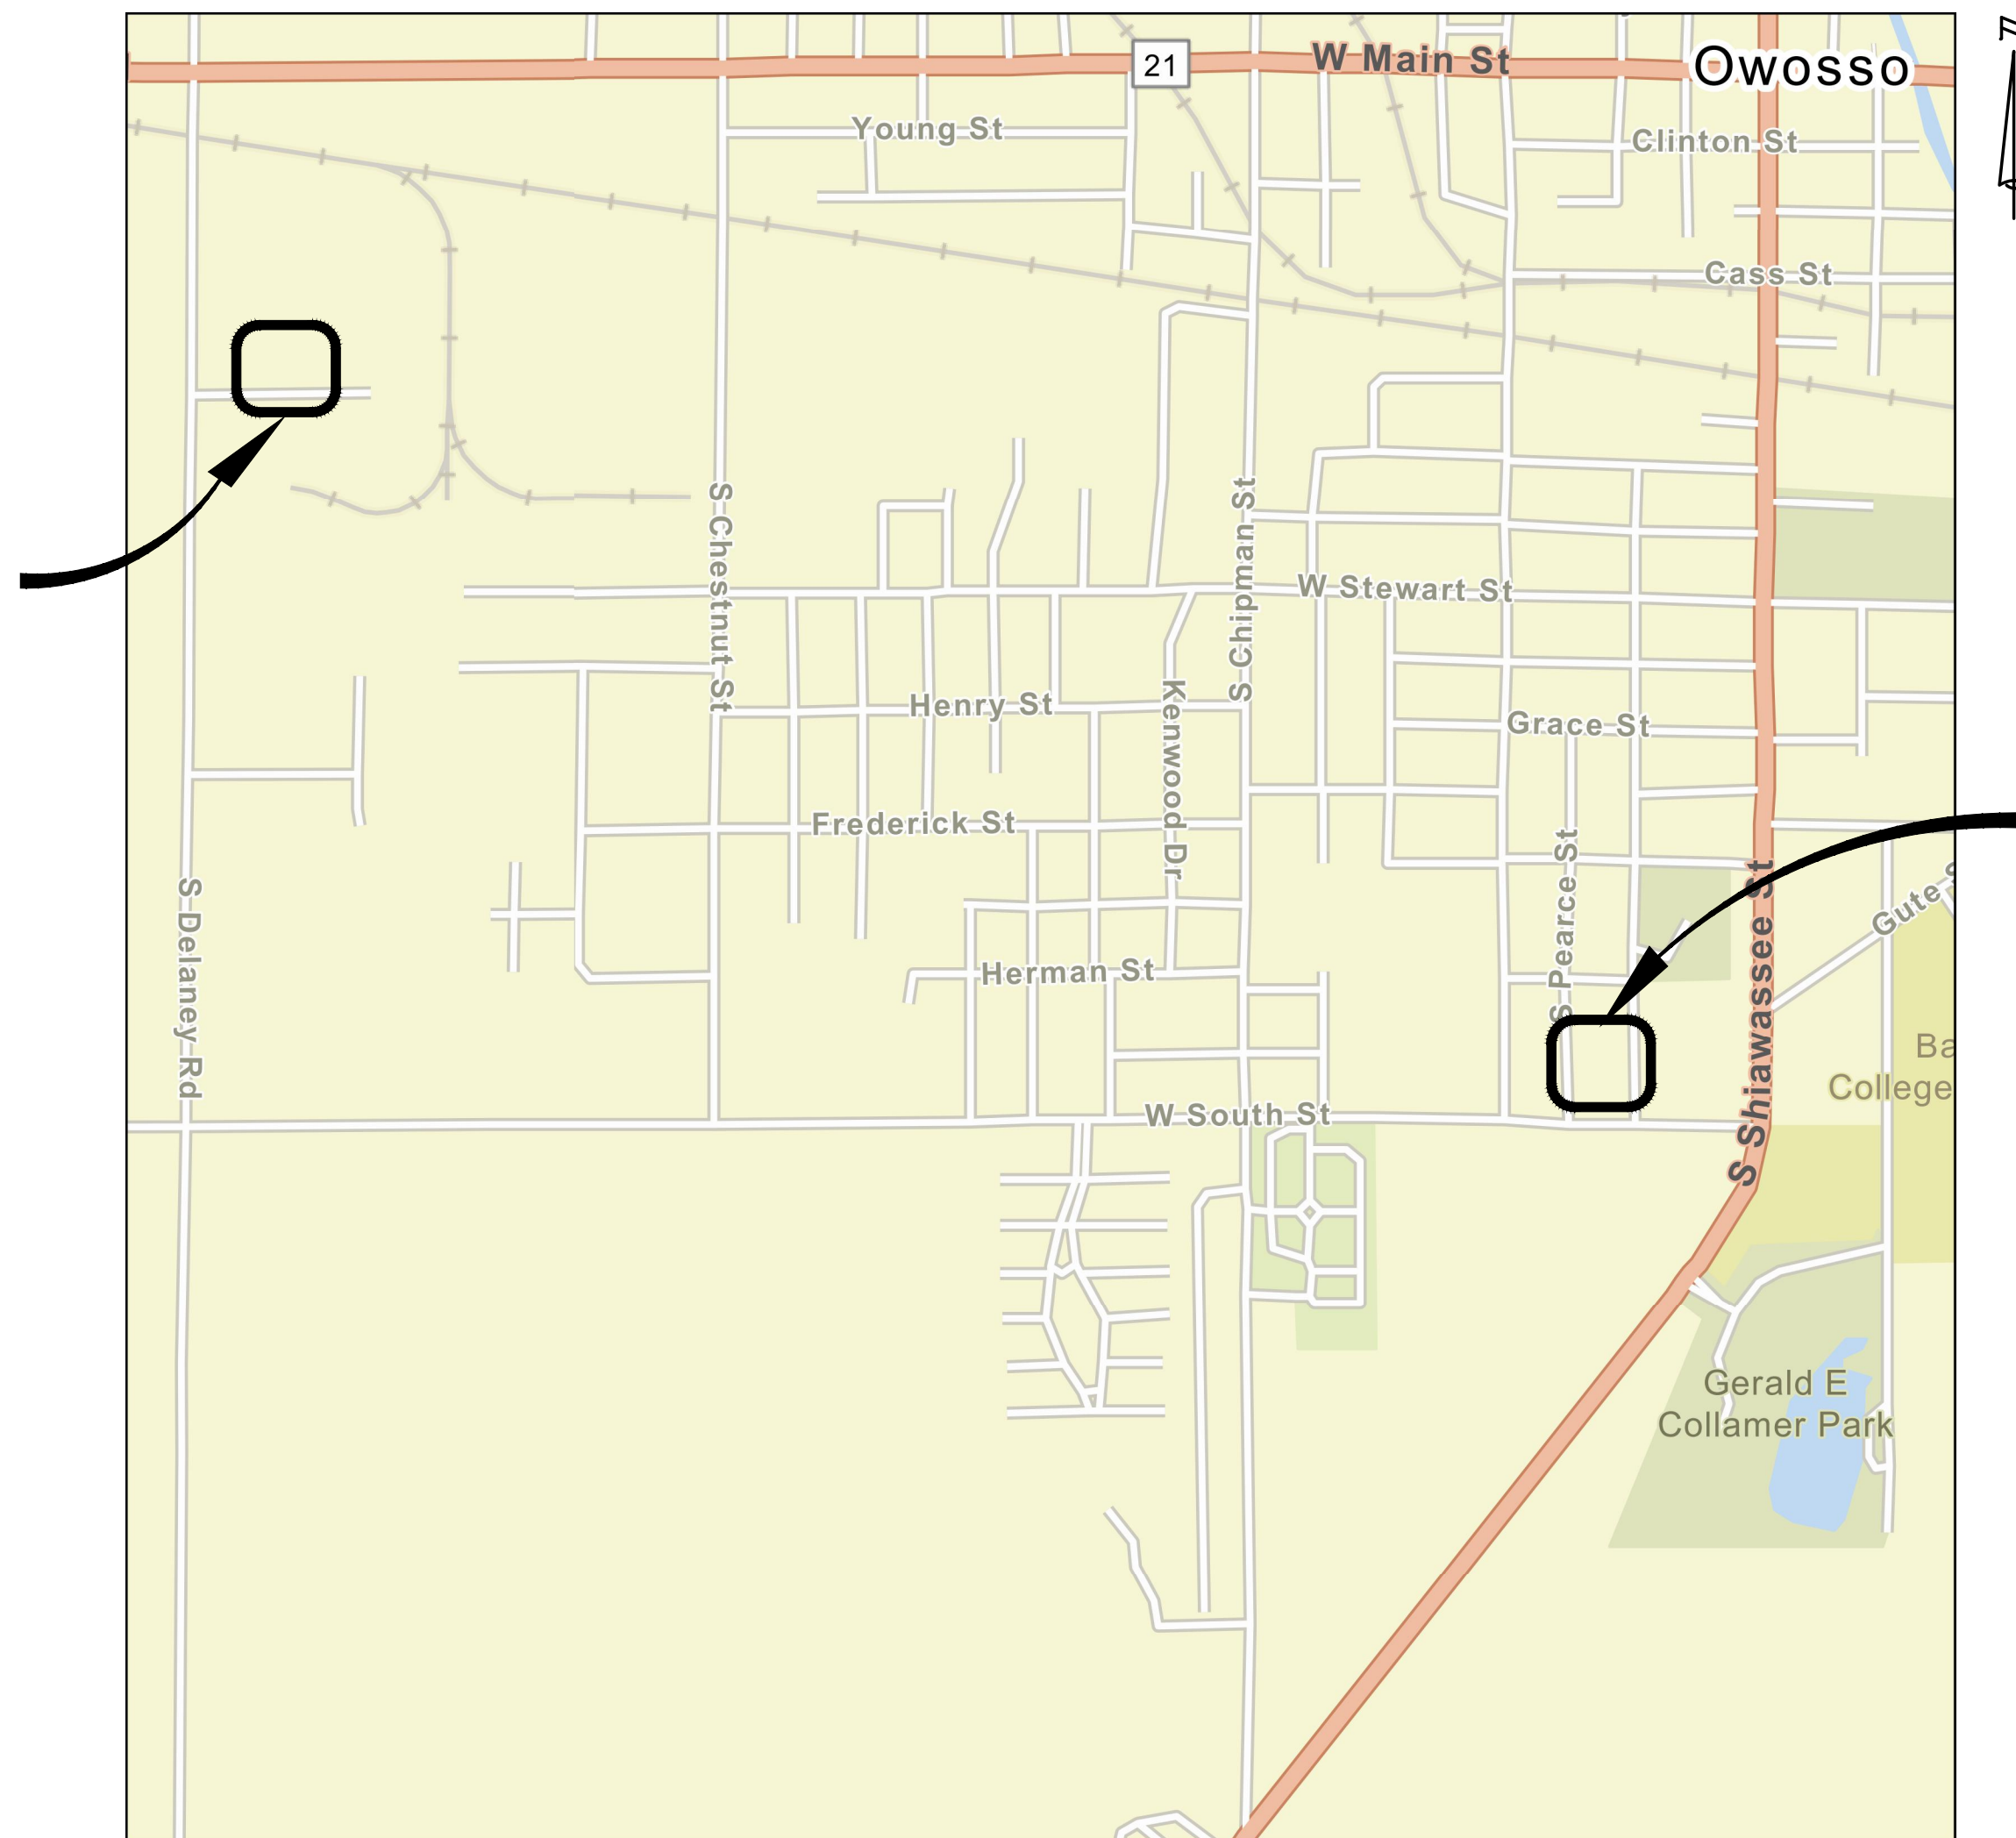 W Main St
21
Owosso
Young St
Clinton St
Cass St
S Chestnut St
S Chipman St
W Stewart St
Henry St
Kenwood Dr
Grace St
Frederick St
S Pearce St
S Shiawassee St
Gute S
S Delaney Rd
Herman St
Ba
College
W South St
Gerald E
Collamer Park